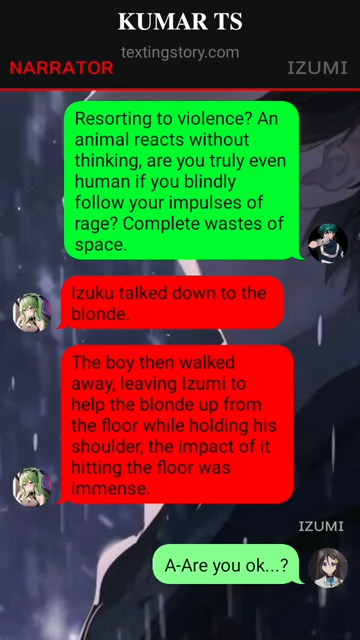 KUMAR TS
textingstory.com
NARRATOR
IZUMI
Resorting to violence? An
animal reacts without
thinking, are you truly even
human if you blindly
follow your impulses of
rage? Complete wastes of
space.
Izuku talked down to the
blonde.
The boy then walked
away, leaving Izumi to
help the blonde up from
the floor while holding his
shoulder, the impact of it
hitting the floor was
immense.
IZUMI
A-Are you ok...?